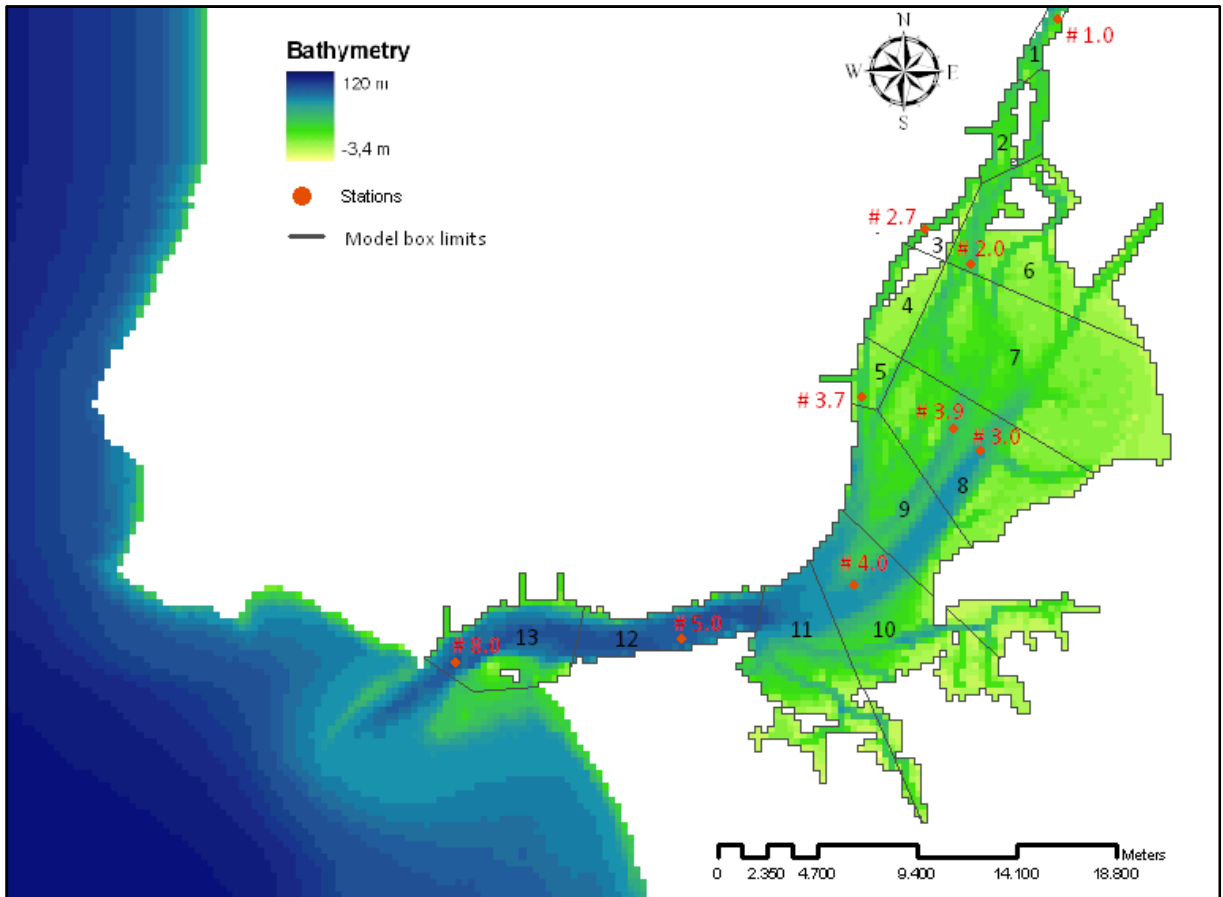 Bathymetry
120 m
-3,4 m
Stations
Model box limits
N
W E
S
# 1.0
1
2
# 2.7
3
# 2.0
6
4
7
5
# 3.7
# 3.9
# 3.0
8
9
# 4.0
# 5.0
11
10
13
12
# 8.0
Meters
0 2.350 4.700 9.400 14.100 18.800